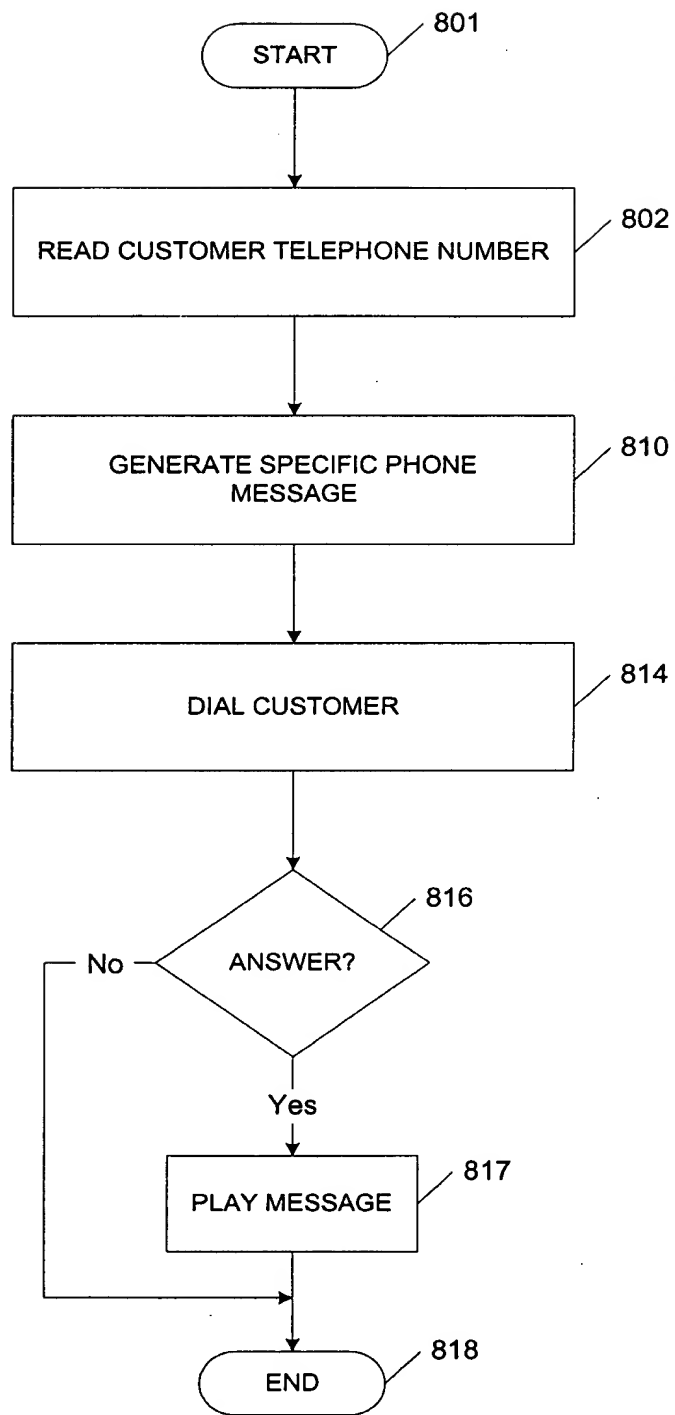 START
801
READ CUSTOMER TELEPHONE NUMBER
802
GENERATE SPECIFIC PHONE
MESSAGE
810
DIAL CUSTOMER
814
ANSWER?
816
No
Yes
PLAY MESSAGE
817
END
818